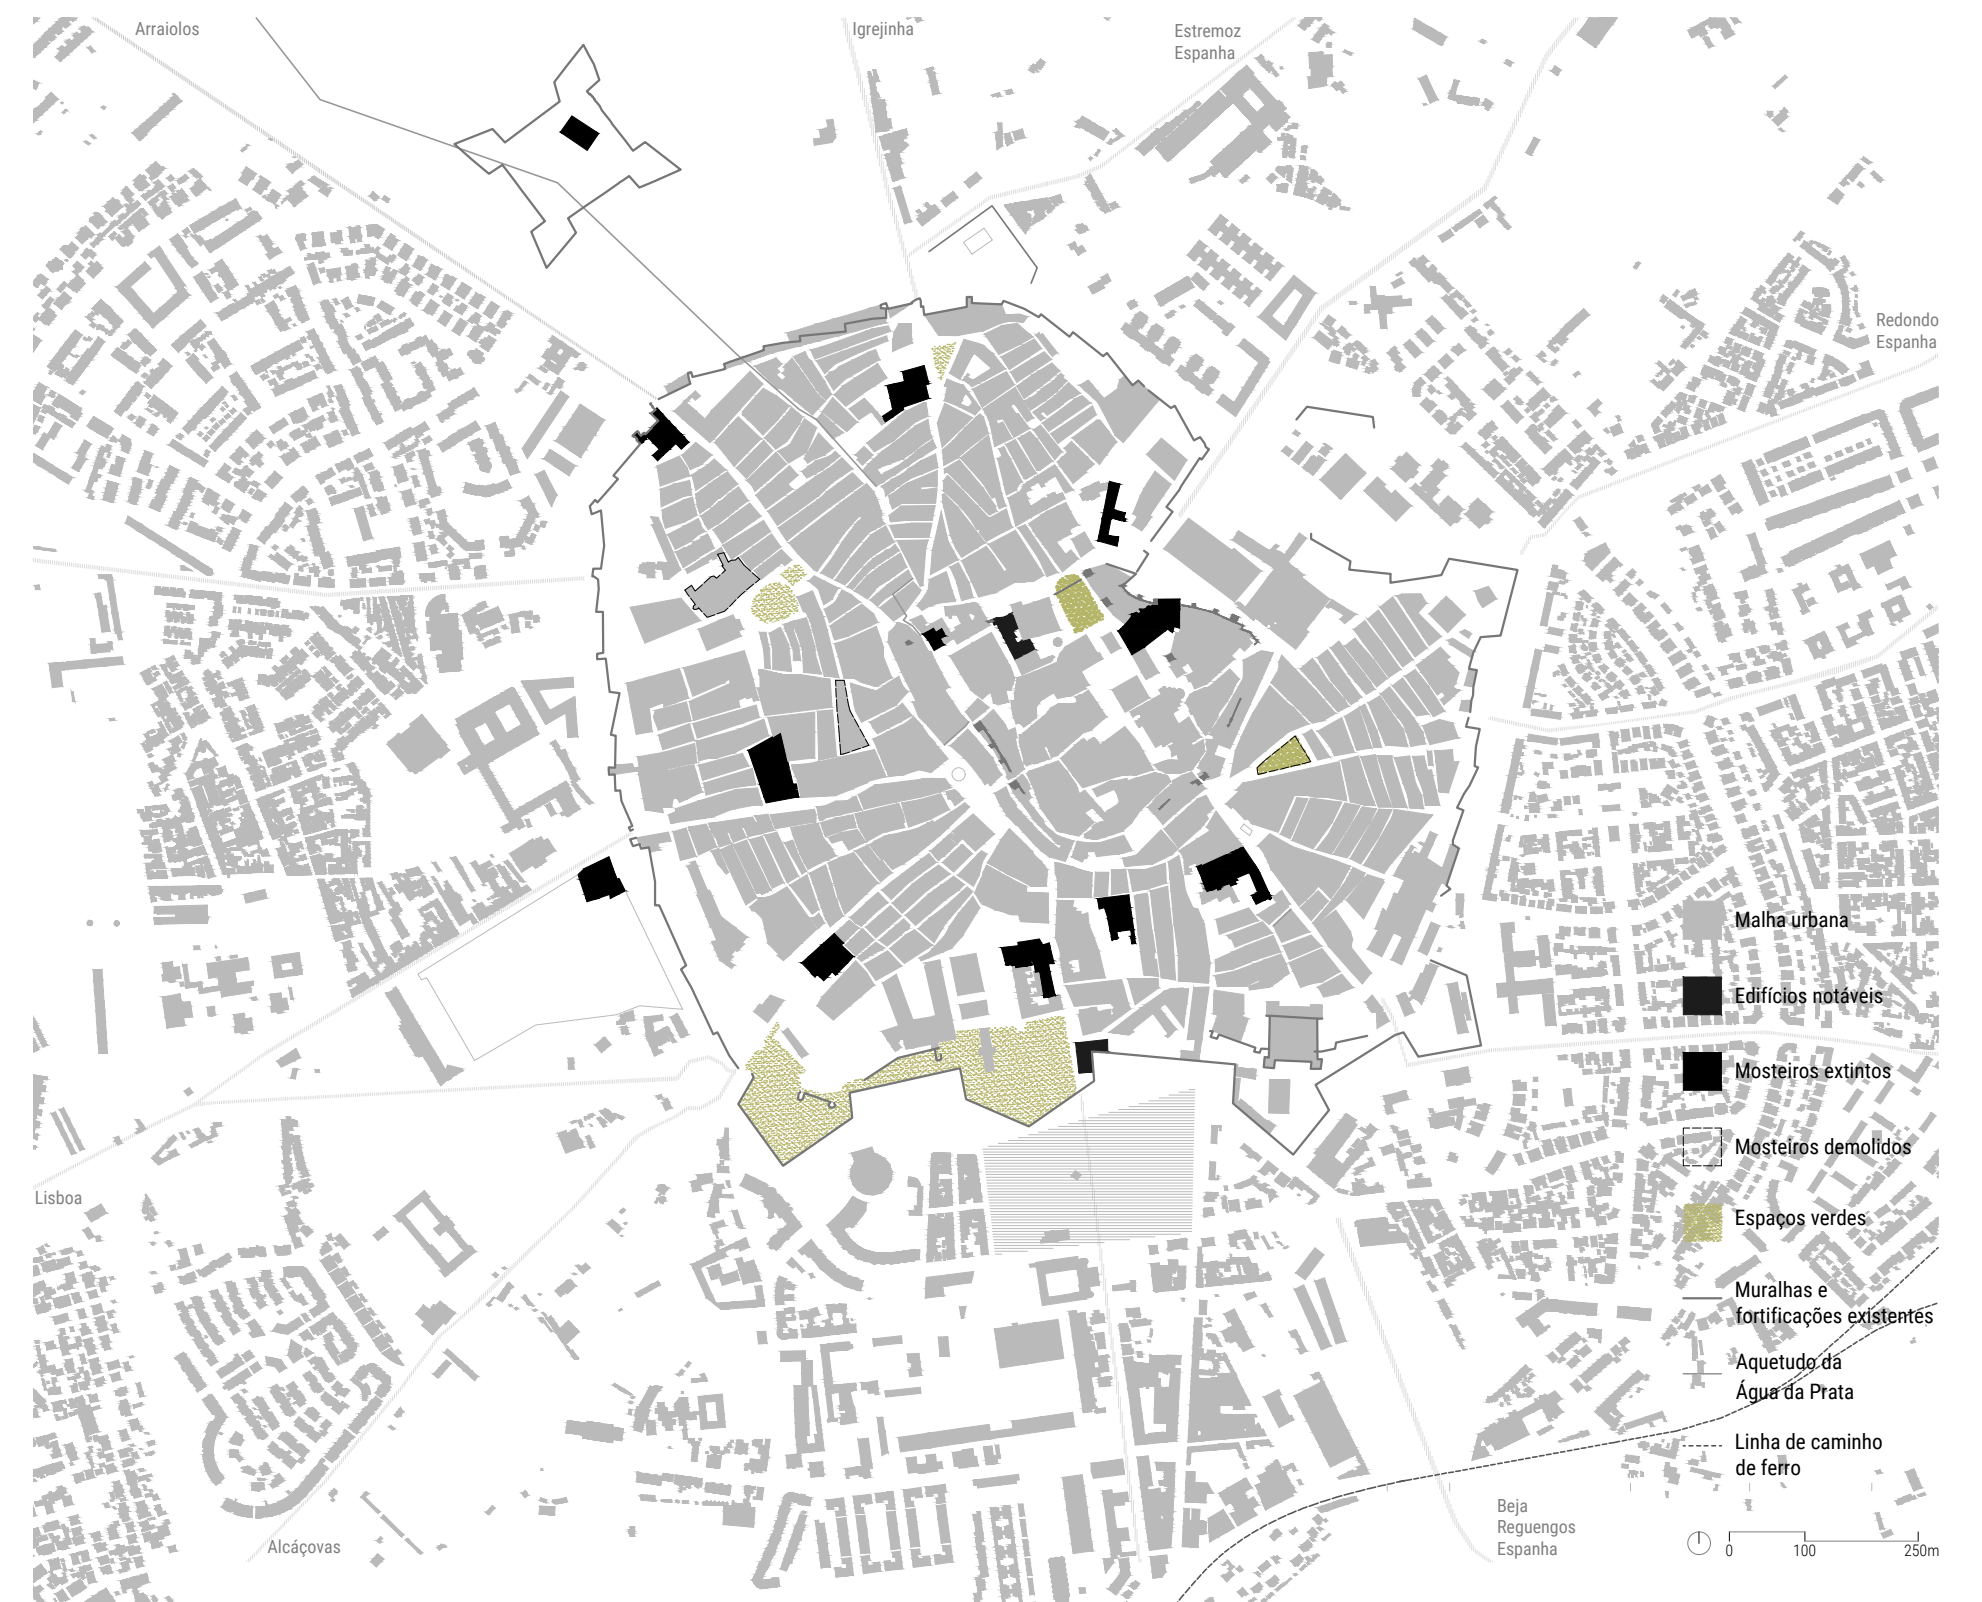 Arraiolos
Igrejinha
Estremoz
Espanha
Redondo
Espanha
Lisboa
Alcáçovas
Beja
Reguengos
Espanha
Malha urbana
Edifícios notáveis
Mosteiros extintos
Mosteiros demolidos
Espaços verdes
Muralhas e
fortificações existentes
Aquetudo da
Água da Prata
Linha de caminho
de ferro
0 100 250m